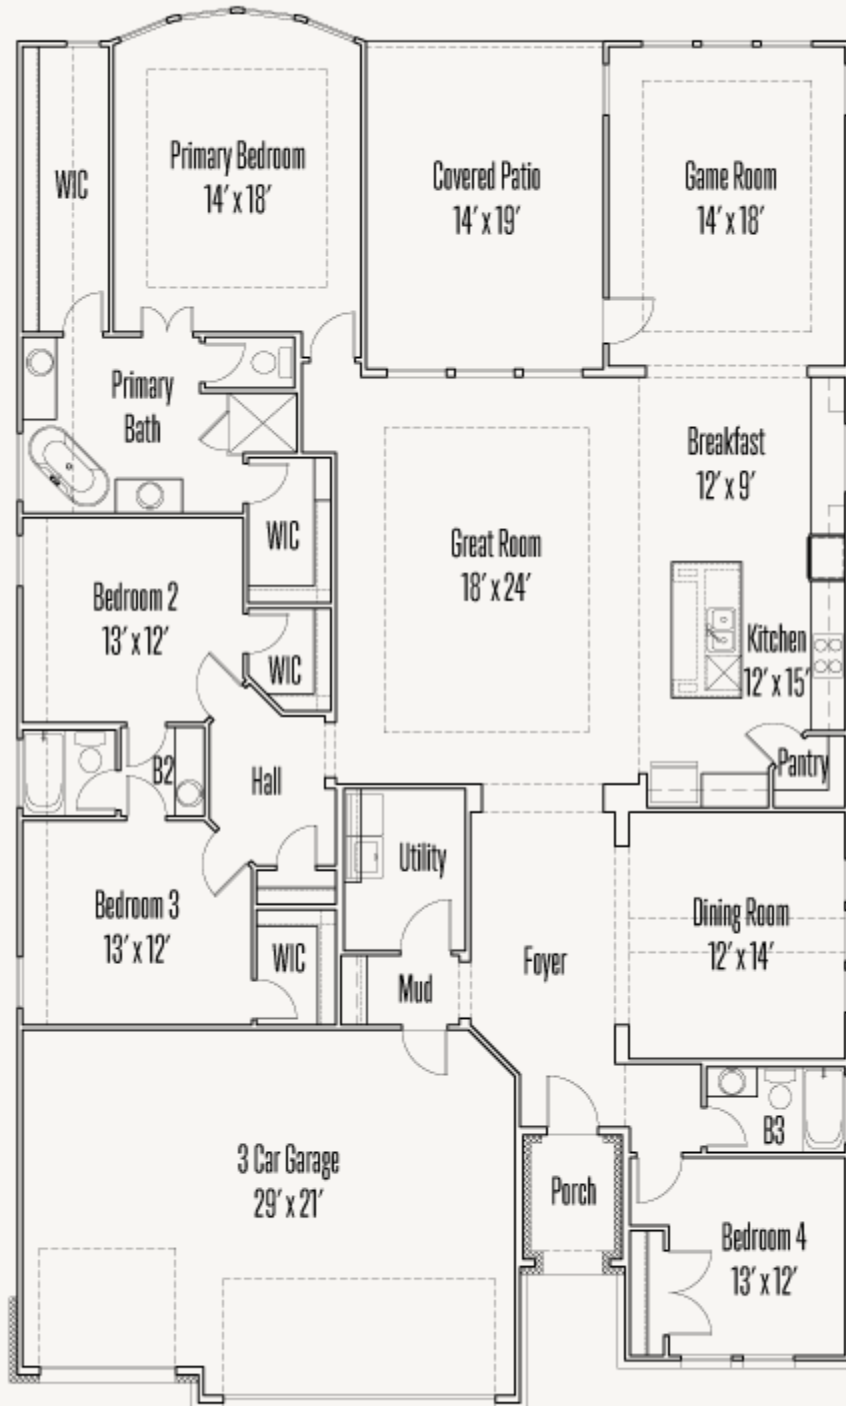 Primary Bedroom
14′ x 18′
Covered Patio
14′ x 19′
Game Room
14′ x 18′
WIC
Primary
Bath
Breakfast
12′ x 9′
Great Room
18′ x 24′
WIC
Bedroom 2
13′ x 12′
WIC
Kitchen
12′ x 15′
B2
Hall
Pantry
Utility
Bedroom 3
13′ x 12′
WIC
Mud
Foyer
Dining Room
12′ x 14′
B3
3 Car Garage
29′ x 21′
Porch
Bedroom 4
13′ x 12′